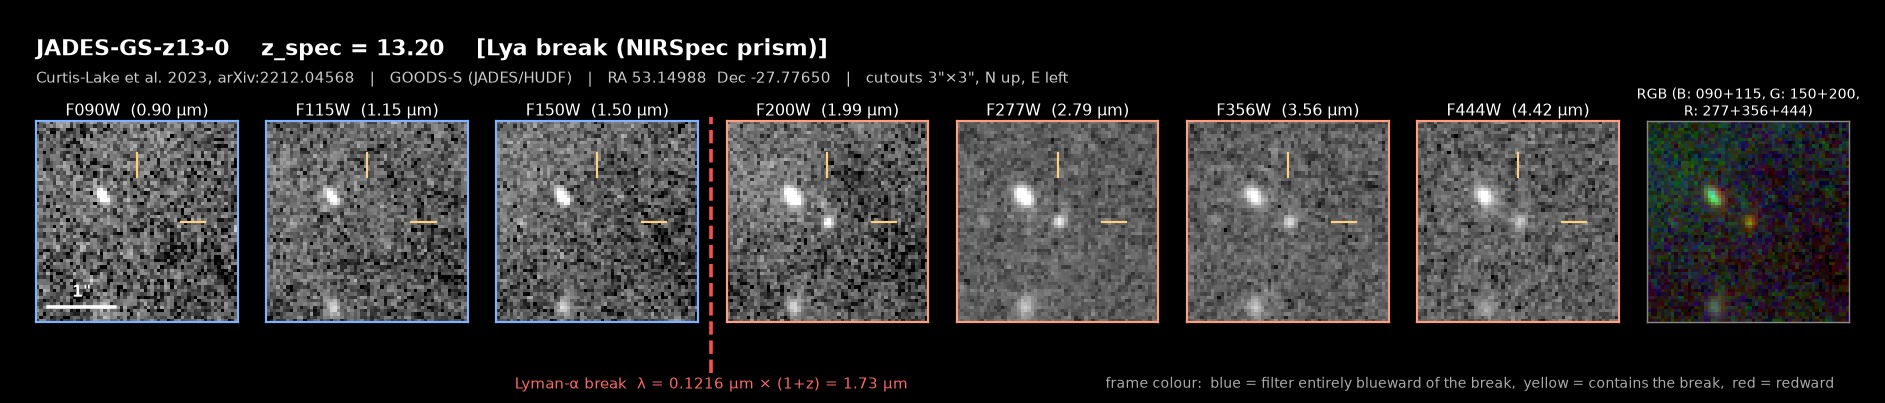 JADES-GS-z13-0    z_spec = 13.20    [Lya break (NIRSpec prism)]
Curtis-Lake et al. 2023, arXiv:2212.04568   |   GOODS-S (JADES/HUDF)   |   RA 53.14988  Dec -27.77650   |   cutouts 3"×3", N up, E left
F090W  (0.90 μm)
F115W  (1.15 μm)
F150W  (1.50 μm)
F200W  (1.99 μm)
F277W  (2.79 μm)
F356W  (3.56 μm)
F444W  (4.42 μm)
RGB (B: 090+115, G: 150+200,
R: 277+356+444)
1"
Lyman-α break  λ = 0.1216 μm × (1+z) = 1.73 μm
frame colour:  blue = filter entirely blueward of the break,  yellow = contains the break,  red = redward